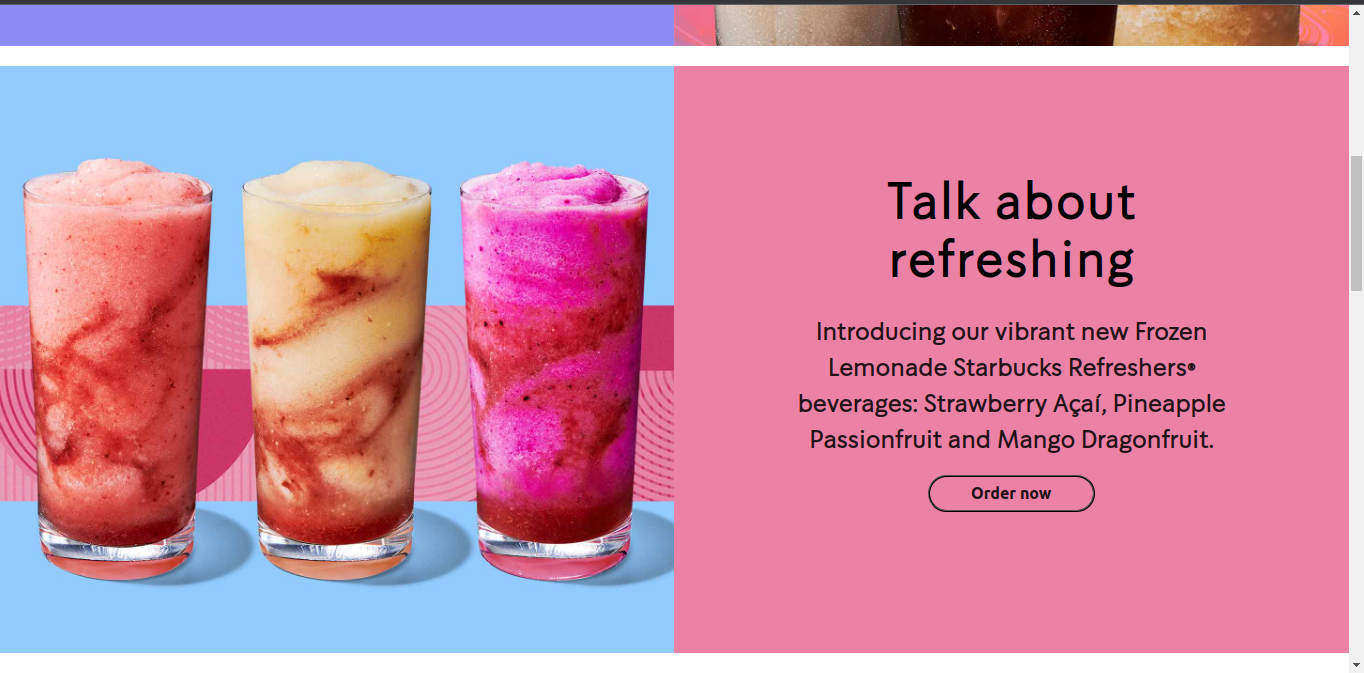 Talk about
refreshing
Introducing our vibrant new Frozen
Lemonade Starbucks Refreshers®
beverages: Strawberry Açaí, Pineapple
Passionfruit and Mango Dragonfruit.
Order now